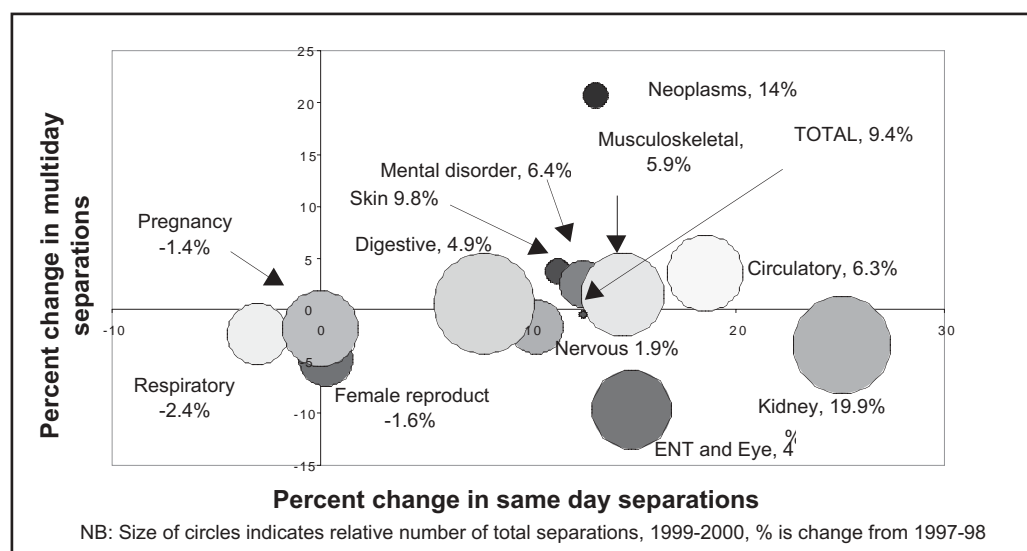 Percent change in multiday
separations
25
20
15
10
5
0
-5
-10
-15
-10
0
10
20
30
Neoplasms, 14%
Musculoskeletal,
5.9%
TOTAL, 9.4%
Mental disorder, 6.4%
Skin 9.8%
Pregnancy
-1.4%
Digestive, 4.9%
Circulatory, 6.3%
Nervous 1.9%
Respiratory
-2.4%
Female reproduct
-1.6%
Kidney, 19.9%
ENT and Eye, 4
%
Percent change in same day separations
NB: Size of circles indicates relative number of total separations, 1999-2000, % is change from 1997-98